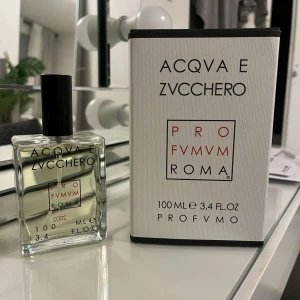 ACQVA E
ZVCCHERO
PRO
FVMVM
ROMA
100 ML
3.4 FL.OZ
ACQVA E
ZVCCHERO
PRO
FVMVM
ROMA
100 ML e 3.4 FL.OZ
PROFVMO